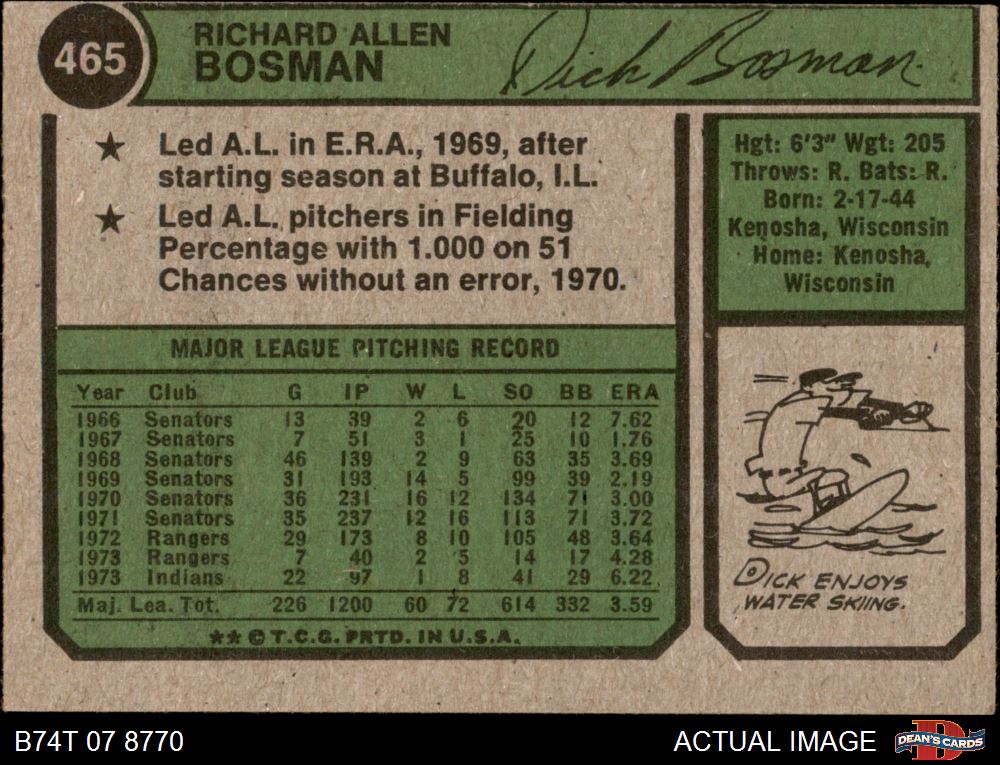 465
RICHARD ALLEN
BOSMAN
Dick Bosman
★ Led A.L. in E.R.A., 1969, after
starting season at Buffalo, I.L.
★ Led A.L. pitchers in Fielding
Percentage with 1.000 on 51
Chances without an error, 1970.
Hgt: 6'3" Wgt: 205
Throws: R. Bats: R.
Born: 2-17-44
Kenosha, Wisconsin
Home: Kenosha,
Wisconsin
MAJOR LEAGUE PITCHING RECORD
Year Club G IP W L SO BB ERA
1966 Senators 13 39 2 6 20 12 7.62
1967 Senators 7 51 3 1 25 10 1.76
1968 Senators 46 139 2 9 63 35 3.69
1969 Senators 31 193 14 5 99 39 2.19
1970 Senators 36 231 16 12 134 71 3.00
1971 Senators 35 237 12 16 113 71 3.72
1972 Rangers 29 173 8 10 105 48 3.64
1973 Rangers 7 40 2 5 14 17 4.28
1973 Indians 22 97 1 8 41 29 6.22
Maj. Lea. Tot. 226 1200 60 72 614 332 3.59
★★ © T.C.G. PRTD. IN U.S.A.
DICK ENJOYS
WATER SKIING.
B74T 07 8770
ACTUAL IMAGE
DEAN'S CARDS